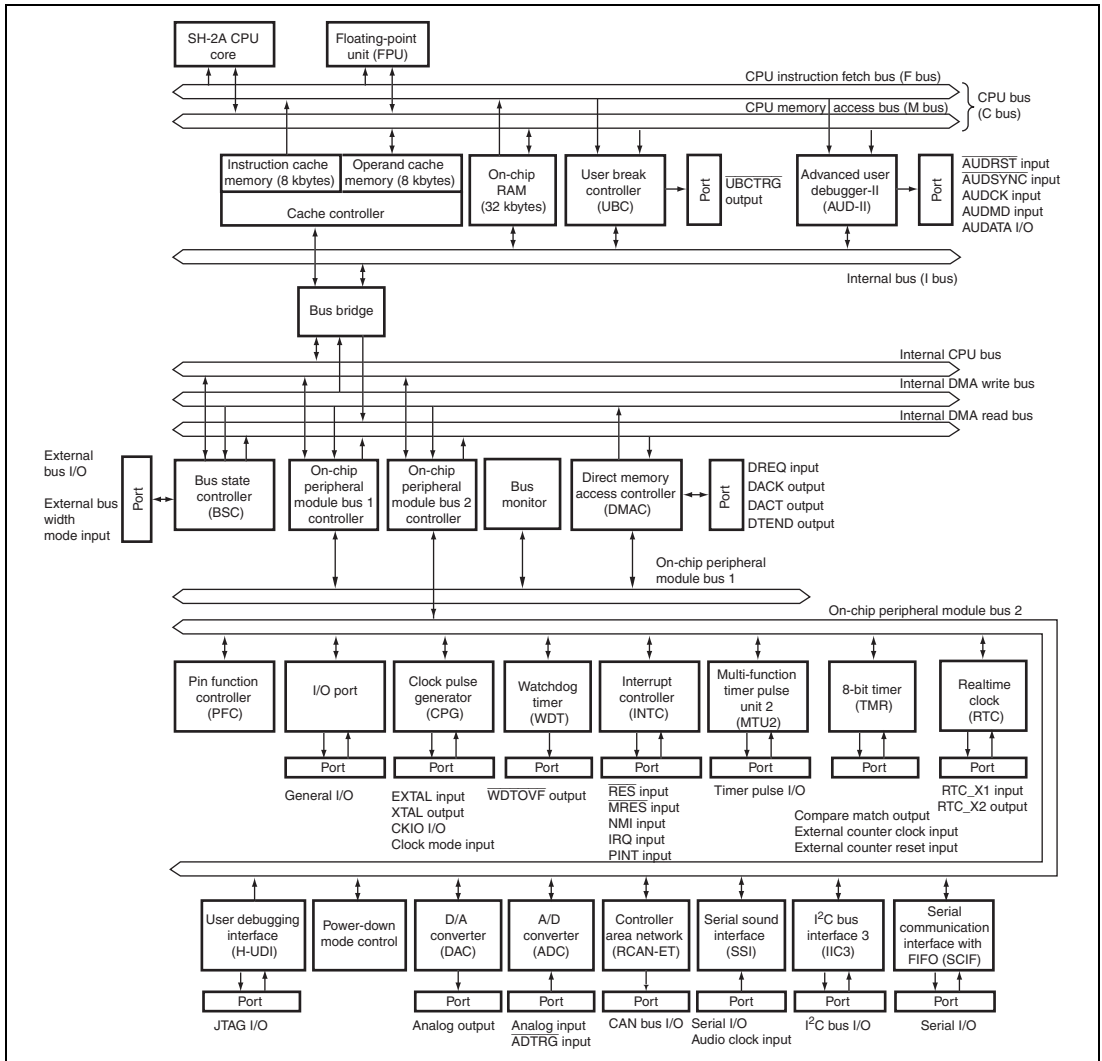 SH-2A CPU
core
Floating-point
unit (FPU)
CPU instruction fetch bus (F bus)
CPU memory access bus (M bus)
CPU bus
(C bus)
Instruction cache
memory (8 kbytes)
Operand cache
memory (8 kbytes)
Cache controller
On-chip
RAM
(32 kbytes)
User break
controller
(UBC)
Port
UBCTRG
output
Advanced user
debugger-II
(AUD-II)
Port
AUDRST input
AUDSYNC input
AUDCK input
AUDMD input
AUDATA I/O
Internal bus (I bus)
Bus bridge
Internal CPU bus
Internal DMA write bus
Internal DMA read bus
External
bus I/O
External bus
width
mode input
Port
Bus state
controller
(BSC)
On-chip
peripheral
module bus 1
controller
On-chip
peripheral
module bus 2
controller
Bus
monitor
Direct memory
access controller
(DMAC)
Port
DREQ input
DACK output
DACT output
DTEND output
On-chip peripheral
module bus 1
On-chip peripheral module bus 2
Pin function
controller
(PFC)
I/O port
Clock pulse
generator
(CPG)
Watchdog
timer
(WDT)
Interrupt
controller
(INTC)
Multi-function
timer pulse
unit 2
(MTU2)
8-bit timer
(TMR)
Realtime
clock
(RTC)
Port
Port
Port
Port
Port
Port
Port
General I/O
EXTAL input
XTAL output
CKIO I/O
Clock mode input
WDTOVF output
RES input
MRES input
NMI input
IRQ input
PINT input
Timer pulse I/O
Compare match output
External counter clock input
External counter reset input
RTC_X1 input
RTC_X2 output
User debugging
interface
(H-UDI)
Power-down
mode control
D/A
converter
(DAC)
A/D
converter
(ADC)
Controller
area network
(RCAN-ET)
Serial sound
interface
(SSI)
I²C bus
interface 3
(IIC3)
Serial
communication
interface with
FIFO (SCIF)
Port
Port
Port
Port
Port
Port
Port
JTAG I/O
Analog output
Analog input
ADTRG input
CAN bus I/O
Serial I/O
Audio clock input
I²C bus I/O
Serial I/O